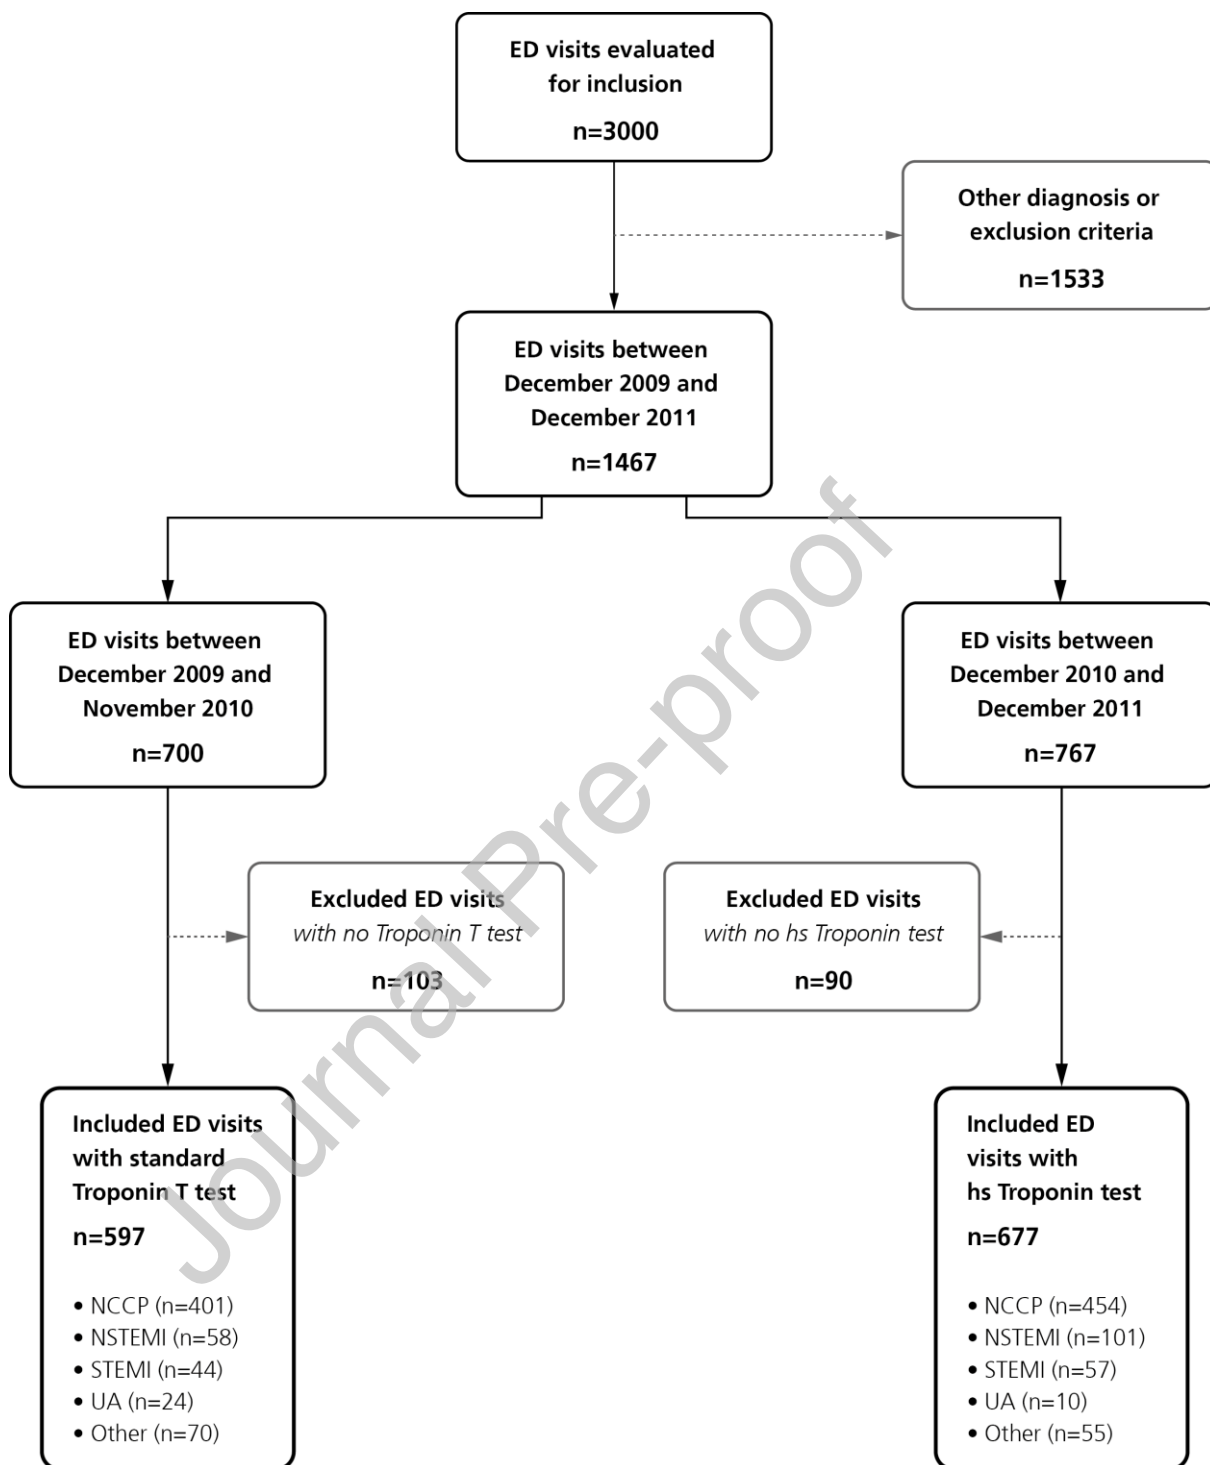 ED visits evaluated
for inclusion
n=3000
Other diagnosis or
exclusion criteria
n=1533
ED visits between
December 2009 and
December 2011
n=1467
ED visits between
December 2009 and
November 2010
n=700
ED visits between
December 2010 and
December 2011
n=767
Excluded ED visits
with no Troponin T test
n=103
Excluded ED visits
with no hs Troponin test
n=90
Included ED visits
with standard
Troponin T test
n=597
• NCCP (n=401)
• NSTEMI (n=58)
• STEMI (n=44)
• UA (n=24)
• Other (n=70)
Included ED
visits with
hs Troponin test
n=677
• NCCP (n=454)
• NSTEMI (n=101)
• STEMI (n=57)
• UA (n=10)
• Other (n=55)
Journal Pre-proof